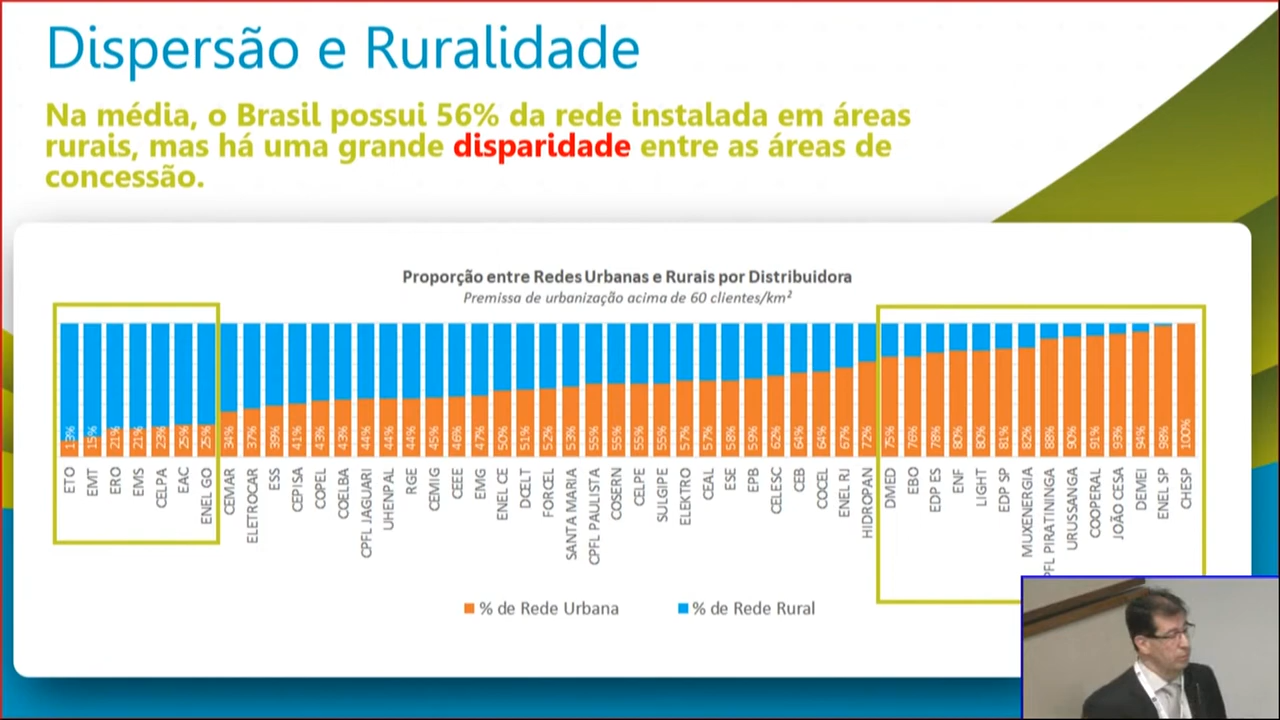 Dispersão e Ruralidade
Na média, o Brasil possui 56% da rede instalada em áreas
rurais, mas há uma grande disparidade entre as áreas de
concessão.
Proporção entre Redes Urbanas e Rurais por Distribuidora
Premissa de urbanização acima de 60 clientes/km²
13% 15% 21% 21% 23% 25% 25% 34% 37% 39% 41% 43% 43% 44% 44% 44% 45% 46% 47% 50% 51% 52% 53% 55% 55% 55% 55% 57% 57% 58% 59% 62% 64% 64% 67% 72% 75% 76% 78% 80% 80% 81% 82% 88% 90% 91% 93% 94% 98% 100%
ETO
EMT
ERO
EMS
CELPA
EAC
ENEL GO
CEMAR
ELETROCAR
ESS
CEPISA
COPEL
COELBA
CPFL JAGUARI
UHENPAL
RGE
CEMIG
CEEE
EMG
ENEL CE
DCELT
FORCEL
SANTA MARIA
CPFL PAULISTA
COSERN
CELPE
SULGIPE
ELEKTRO
CEAL
ESE
EPB
CELESC
CEB
COCEL
ENEL RJ
HIDROPAN
DMED
EBO
EDP ES
ENF
LIGHT
EDP SP
MUXENERGIA
PFL PIRATININGA
URUSSANGA
COOPERAL
JOÃO CESA
DEMEI
ENEL SP
CHESP
% de Rede Urbana
% de Rede Rural